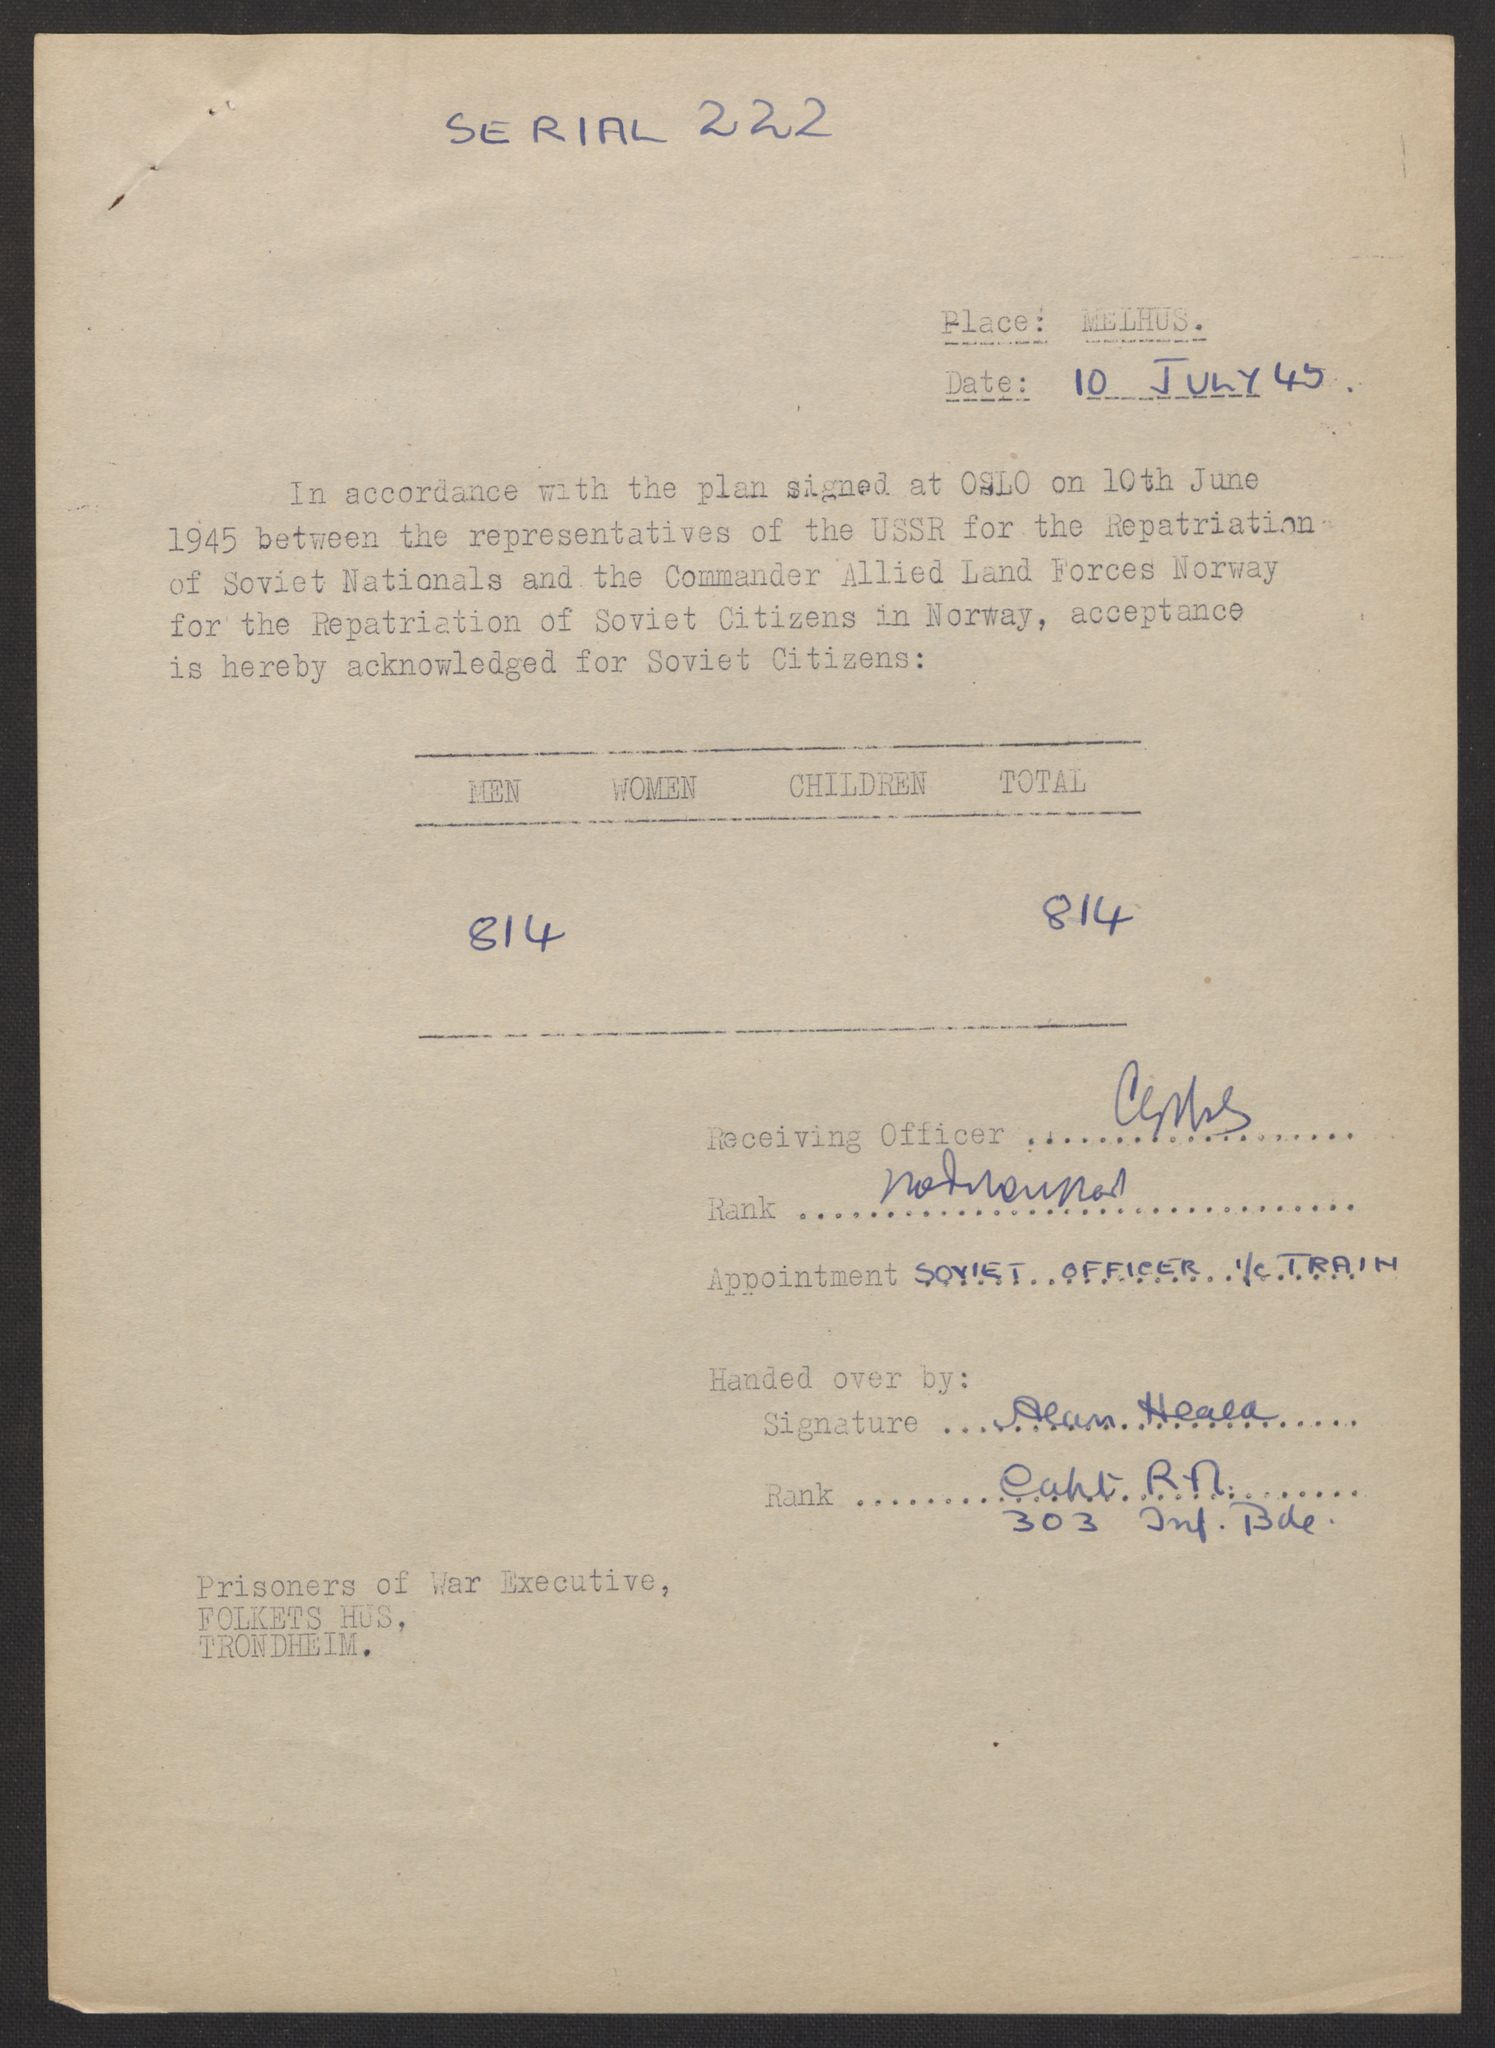 SERIAL 222
Place: MELHUS.
Date: 10 JULY 45.
In accordance with the plan signed at OSLO on 10th June
1945 between the representatives of the USSR for the Repatriation
of Soviet Nationals and the Commander Allied Land Forces Norway
for the Repatriation of Soviet Citizens in Norway, acceptance
is hereby acknowledged for Soviet Citizens:
MEN WOMEN CHILDREN TOTAL
814 814
Receiving Officer ....................
Rank ................................
Appointment SOVIET OFFICER I/C TRAIN
Handed over by:
Signature ... Alan Heald .....
Rank ........ Capt. R.A. ........
303 Inf. Bde.
Prisoners of War Executive,
FOLKETS HUS,
TRONDHEIM.